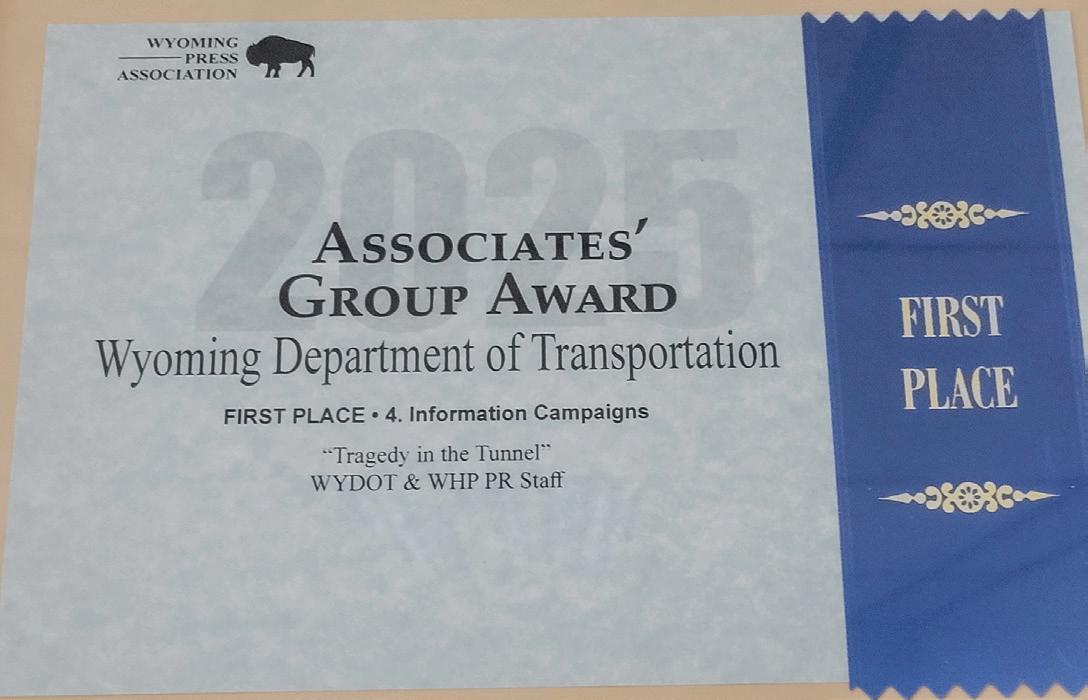 WYOMING
PRESS
ASSOCIATION
2025
ASSOCIATES’
GROUP AWARD
Wyoming Department of Transportation
FIRST PLACE • 4. Information Campaigns
“Tragedy in the Tunnel”
WYDOT & WHP PR Staff
FIRST
PLACE